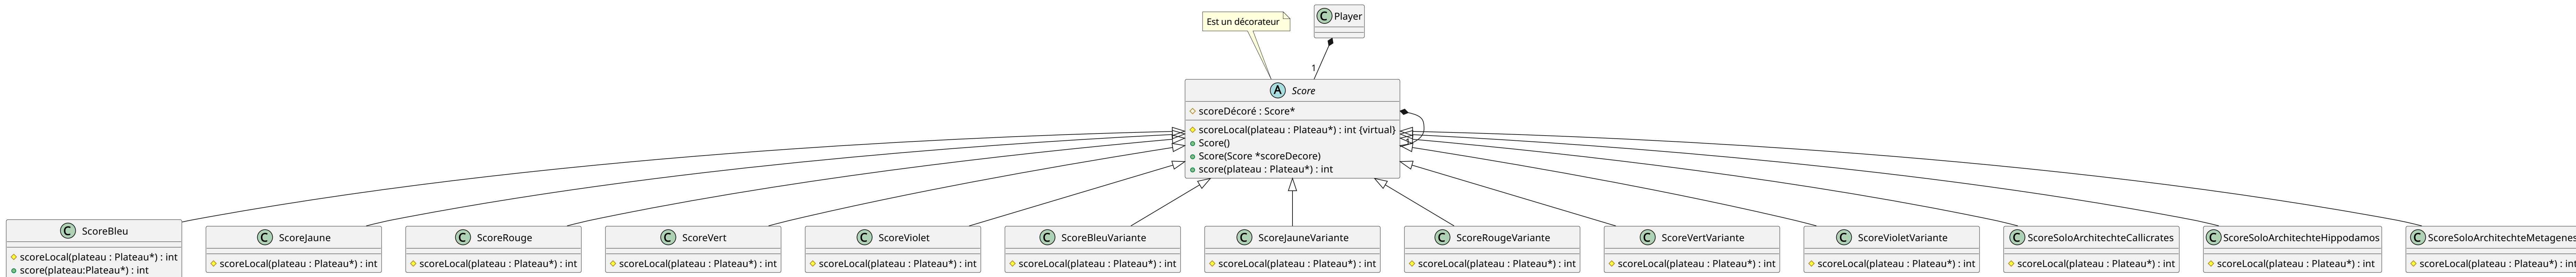 Est un décorateur
C Player
1
A Score
scoreDécoré : Score*
scoreLocal(plateau : Plateau*) : int {virtual}
Score()
Score(Score *scoreDecore)
score(plateau : Plateau*) : int
1
C ScoreBleu
scoreLocal(plateau : Plateau*) : int
score(plateau:Plateau*) : int
C ScoreJaune
scoreLocal(plateau : Plateau*) : int
C ScoreRouge
scoreLocal(plateau : Plateau*) : int
C ScoreVert
scoreLocal(plateau : Plateau*) : int
C ScoreViolet
scoreLocal(plateau : Plateau*) : int
C ScoreBleuVariante
scoreLocal(plateau : Plateau*) : int
C ScoreJauneVariante
scoreLocal(plateau : Plateau*) : int
C ScoreRougeVariante
scoreLocal(plateau : Plateau*) : int
C ScoreVertVariante
scoreLocal(plateau : Plateau*) : int
C ScoreVioletVariante
scoreLocal(plateau : Plateau*) : int
C ScoreSoloArchitechteCallicrates
scoreLocal(plateau : Plateau*) : int
C ScoreSoloArchitechteHippodamos
scoreLocal(plateau : Plateau*) : int
C ScoreSoloArchitechteMetagenes
scoreLocal(plateau : Plateau*) : int